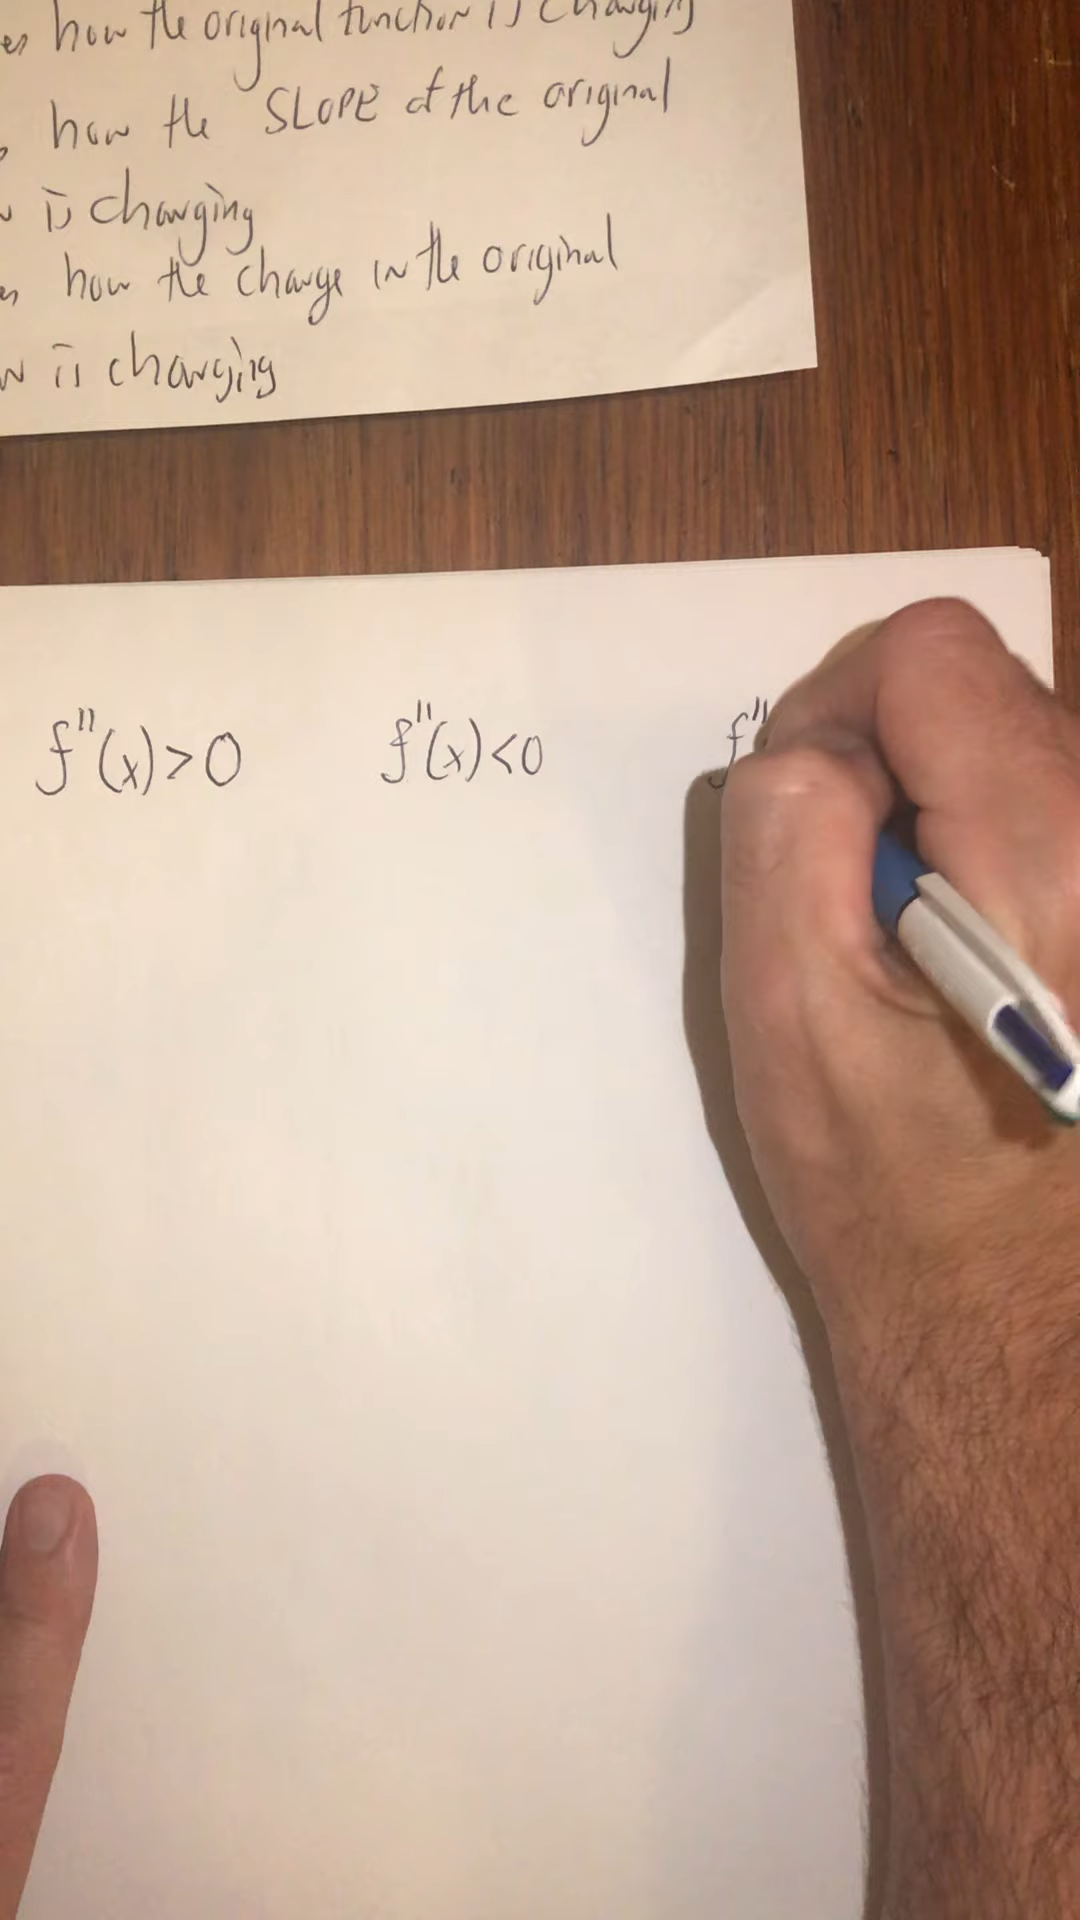 how the original function is changing
how the SLOPE of the original
is changing
how the change in the original
is changing
f"(x)>0 f"(x)<0 f"